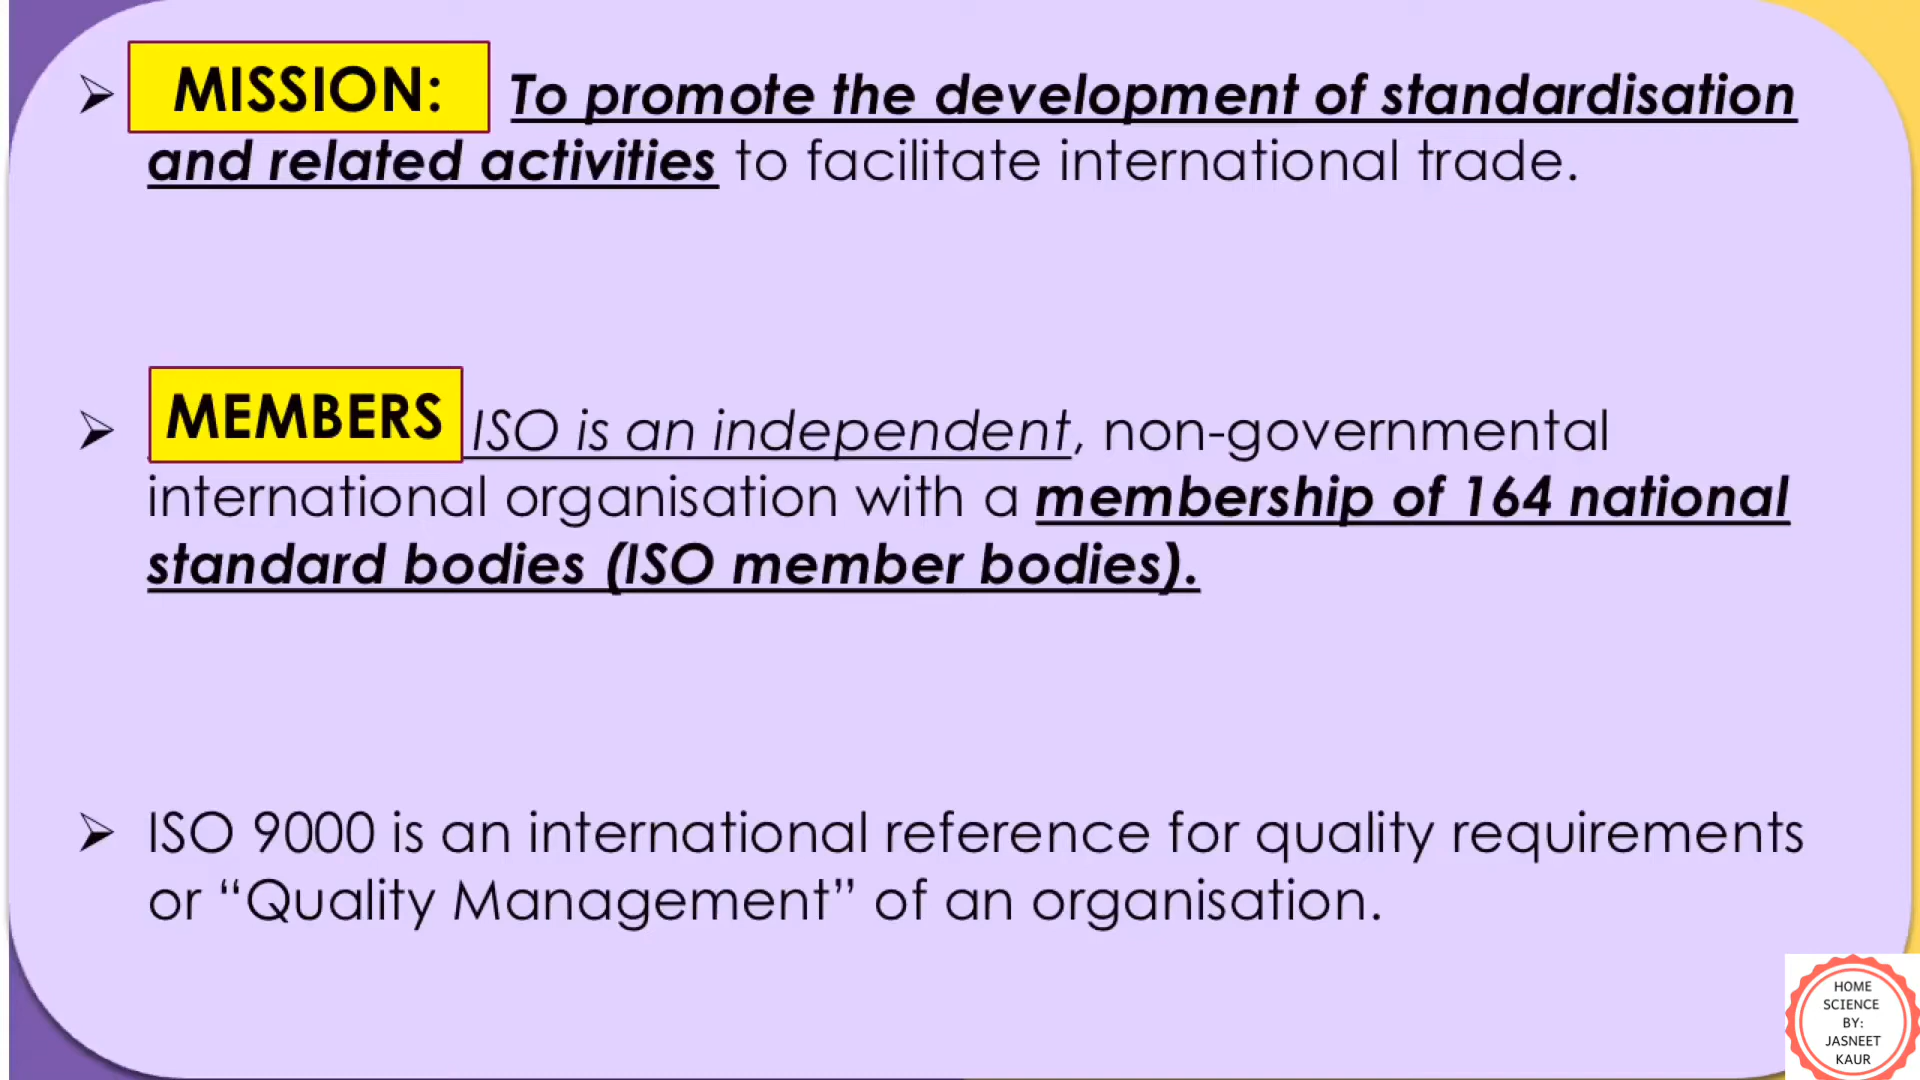 ➢ MISSION: To promote the development of standardisation
and related activities to facilitate international trade.
➢ MEMBERS ISO is an independent, non-governmental
international organisation with a membership of 164 national
standard bodies (ISO member bodies).
➢ ISO 9000 is an international reference for quality requirements
or “Quality Management” of an organisation.
HOME
SCIENCE
BY:
JASNEET
KAUR